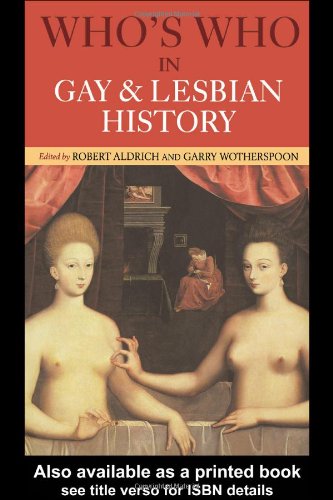 WHO'S WHO
IN
GAY & LESBIAN
HISTORY
Edited by ROBERT ALDRICH AND GARRY WOTHERSPOON
Also available as a printed book
see title verso for ISBN details